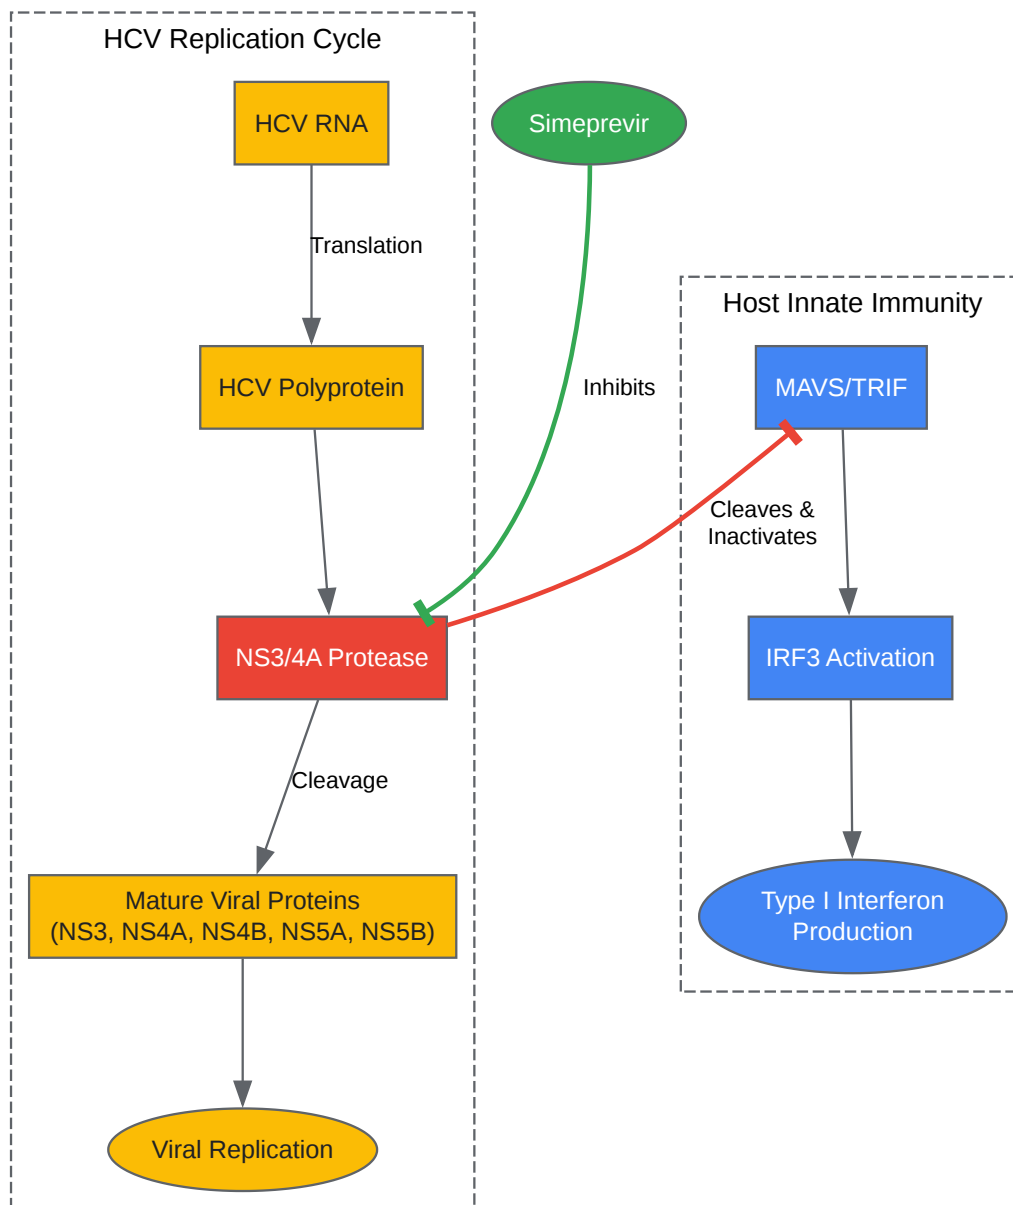 HCV Replication Cycle
HCV RNA
Simeprevir
Translation
Host Innate Immunity
HCV Polyprotein
Inhibits
MAVS/TRIF
Cleaves &
Inactivates
NS3/4A Protease
IRF3 Activation
Cleavage
Mature Viral Proteins
(NS3, NS4A, NS4B, NS5A, NS5B)
Type I Interferon
Production
Viral Replication